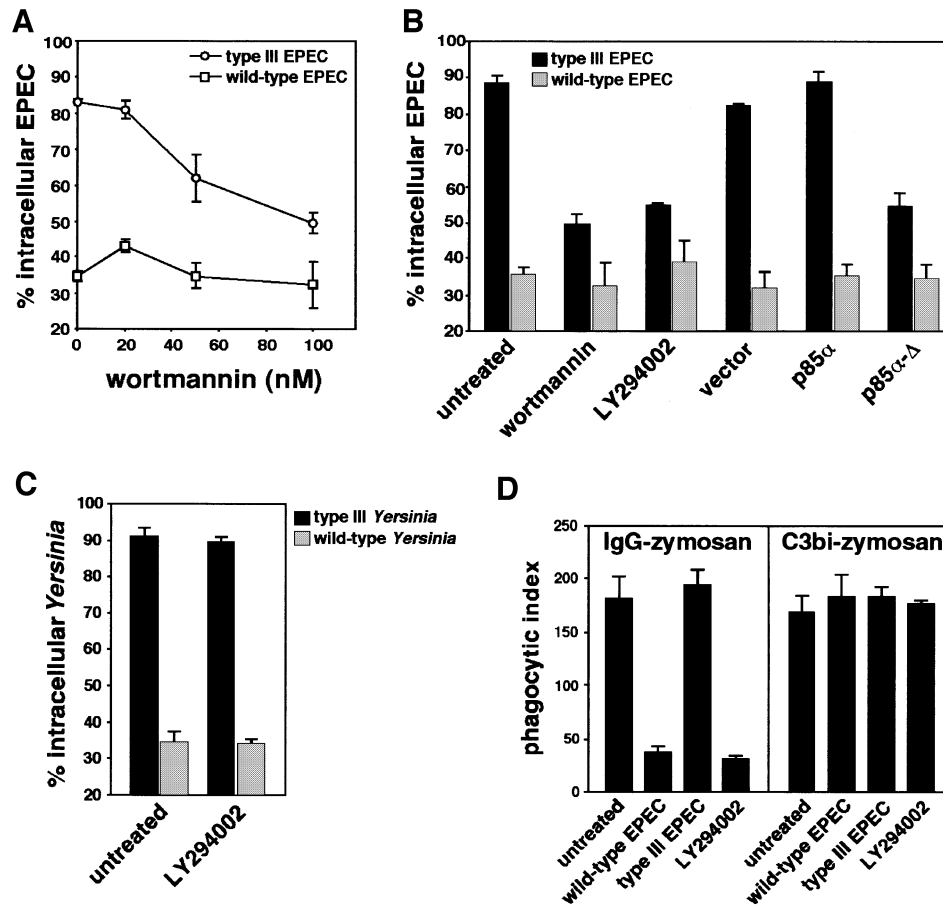 A
% intracellular EPEC
100
90
80
70
60
50
40
30
20
type III EPEC
wild-type EPEC
0 20 40 60 80 100
wortmannin (nM)
B
% intracellular EPEC
100
90
80
70
60
50
40
30
20
type III EPEC
wild-type EPEC
untreated
wortmannin
LY294002
vector
p85α
p85α-Δ
C
% intracellular Yersinia
100
90
80
70
60
50
40
30
20
type III Yersinia
wild-type Yersinia
untreated
LY294002
D
phagocytic index
250
200
150
100
50
0
IgG-zymosan
C3bi-zymosan
untreated
wild-type EPEC
type III EPEC
LY294002
untreated
wild-type EPEC
type III EPEC
LY294002